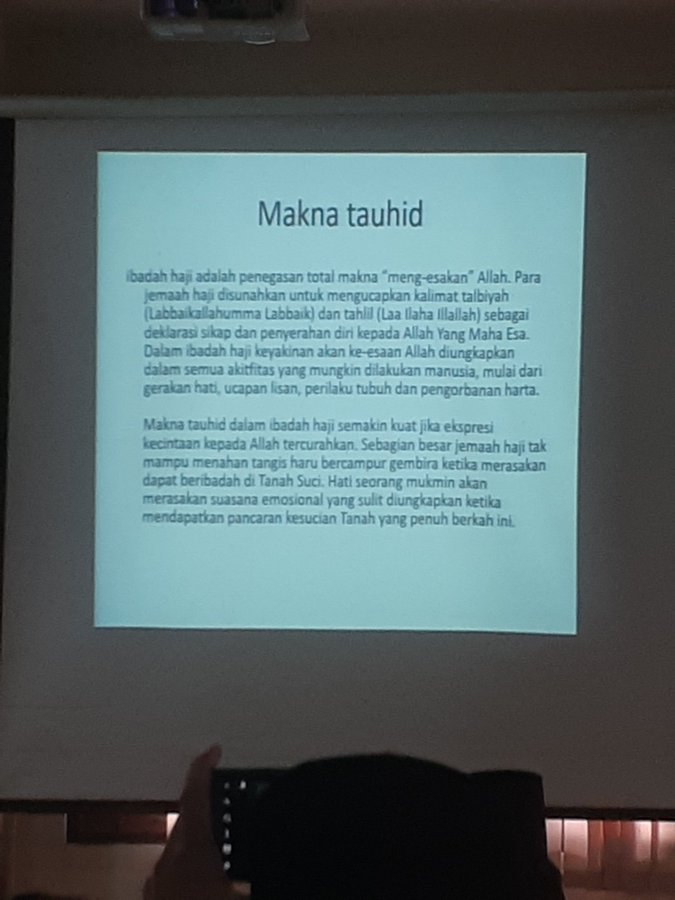 Makna tauhid
ibadah haji adalah penegasan total makna "meng-esakan" Allah. Para
jemaah haji disunahkan untuk mengucapkan kalimat talbiyah
(Labbaikallahumma Labbaik) dan tahlil (Laa Ilaha Illallah) sebagai
deklarasi sikap dan penyerahan diri kepada Allah Yang Maha Esa.
Dalam ibadah haji keyakinan akan ke-esaan Allah diungkapkan
dalam semua akitfitas yang mungkin dilakukan manusia, mulai dari
gerakan hati, ucapan lisan, perilaku tubuh dan pengorbanan harta.
Makna tauhid dalam ibadah haji semakin kuat jika ekspresi
kecintaan kepada Allah tercurahkan. Sebagian besar jemaah haji tak
mampu menahan tangis haru bercampur gembira ketika merasakan
dapat beribadah di Tanah Suci. Hati seorang mukmin akan
merasakan suasana emosional yang sulit diungkapkan ketika
mendapatkan pancaran kesucian Tanah yang penuh berkah ini.